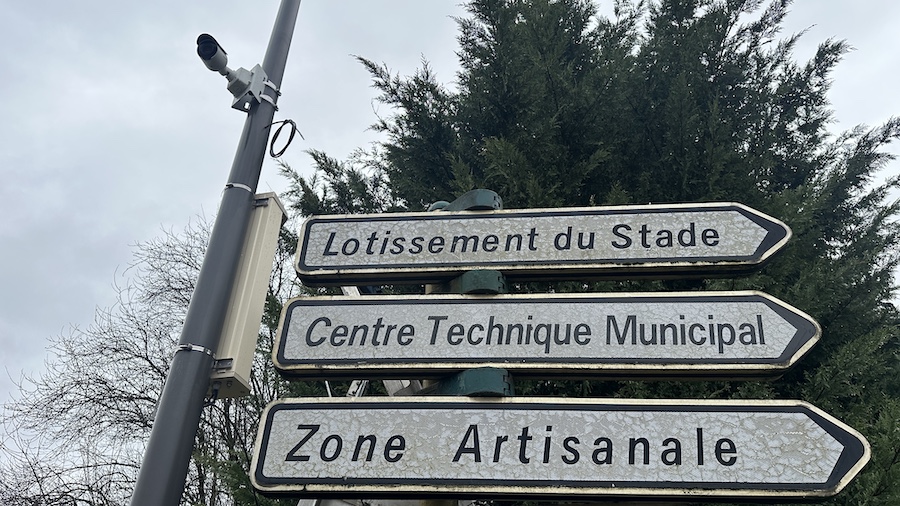 Lotissement du Stade
Centre Technique Municipal
Zone Artisanale